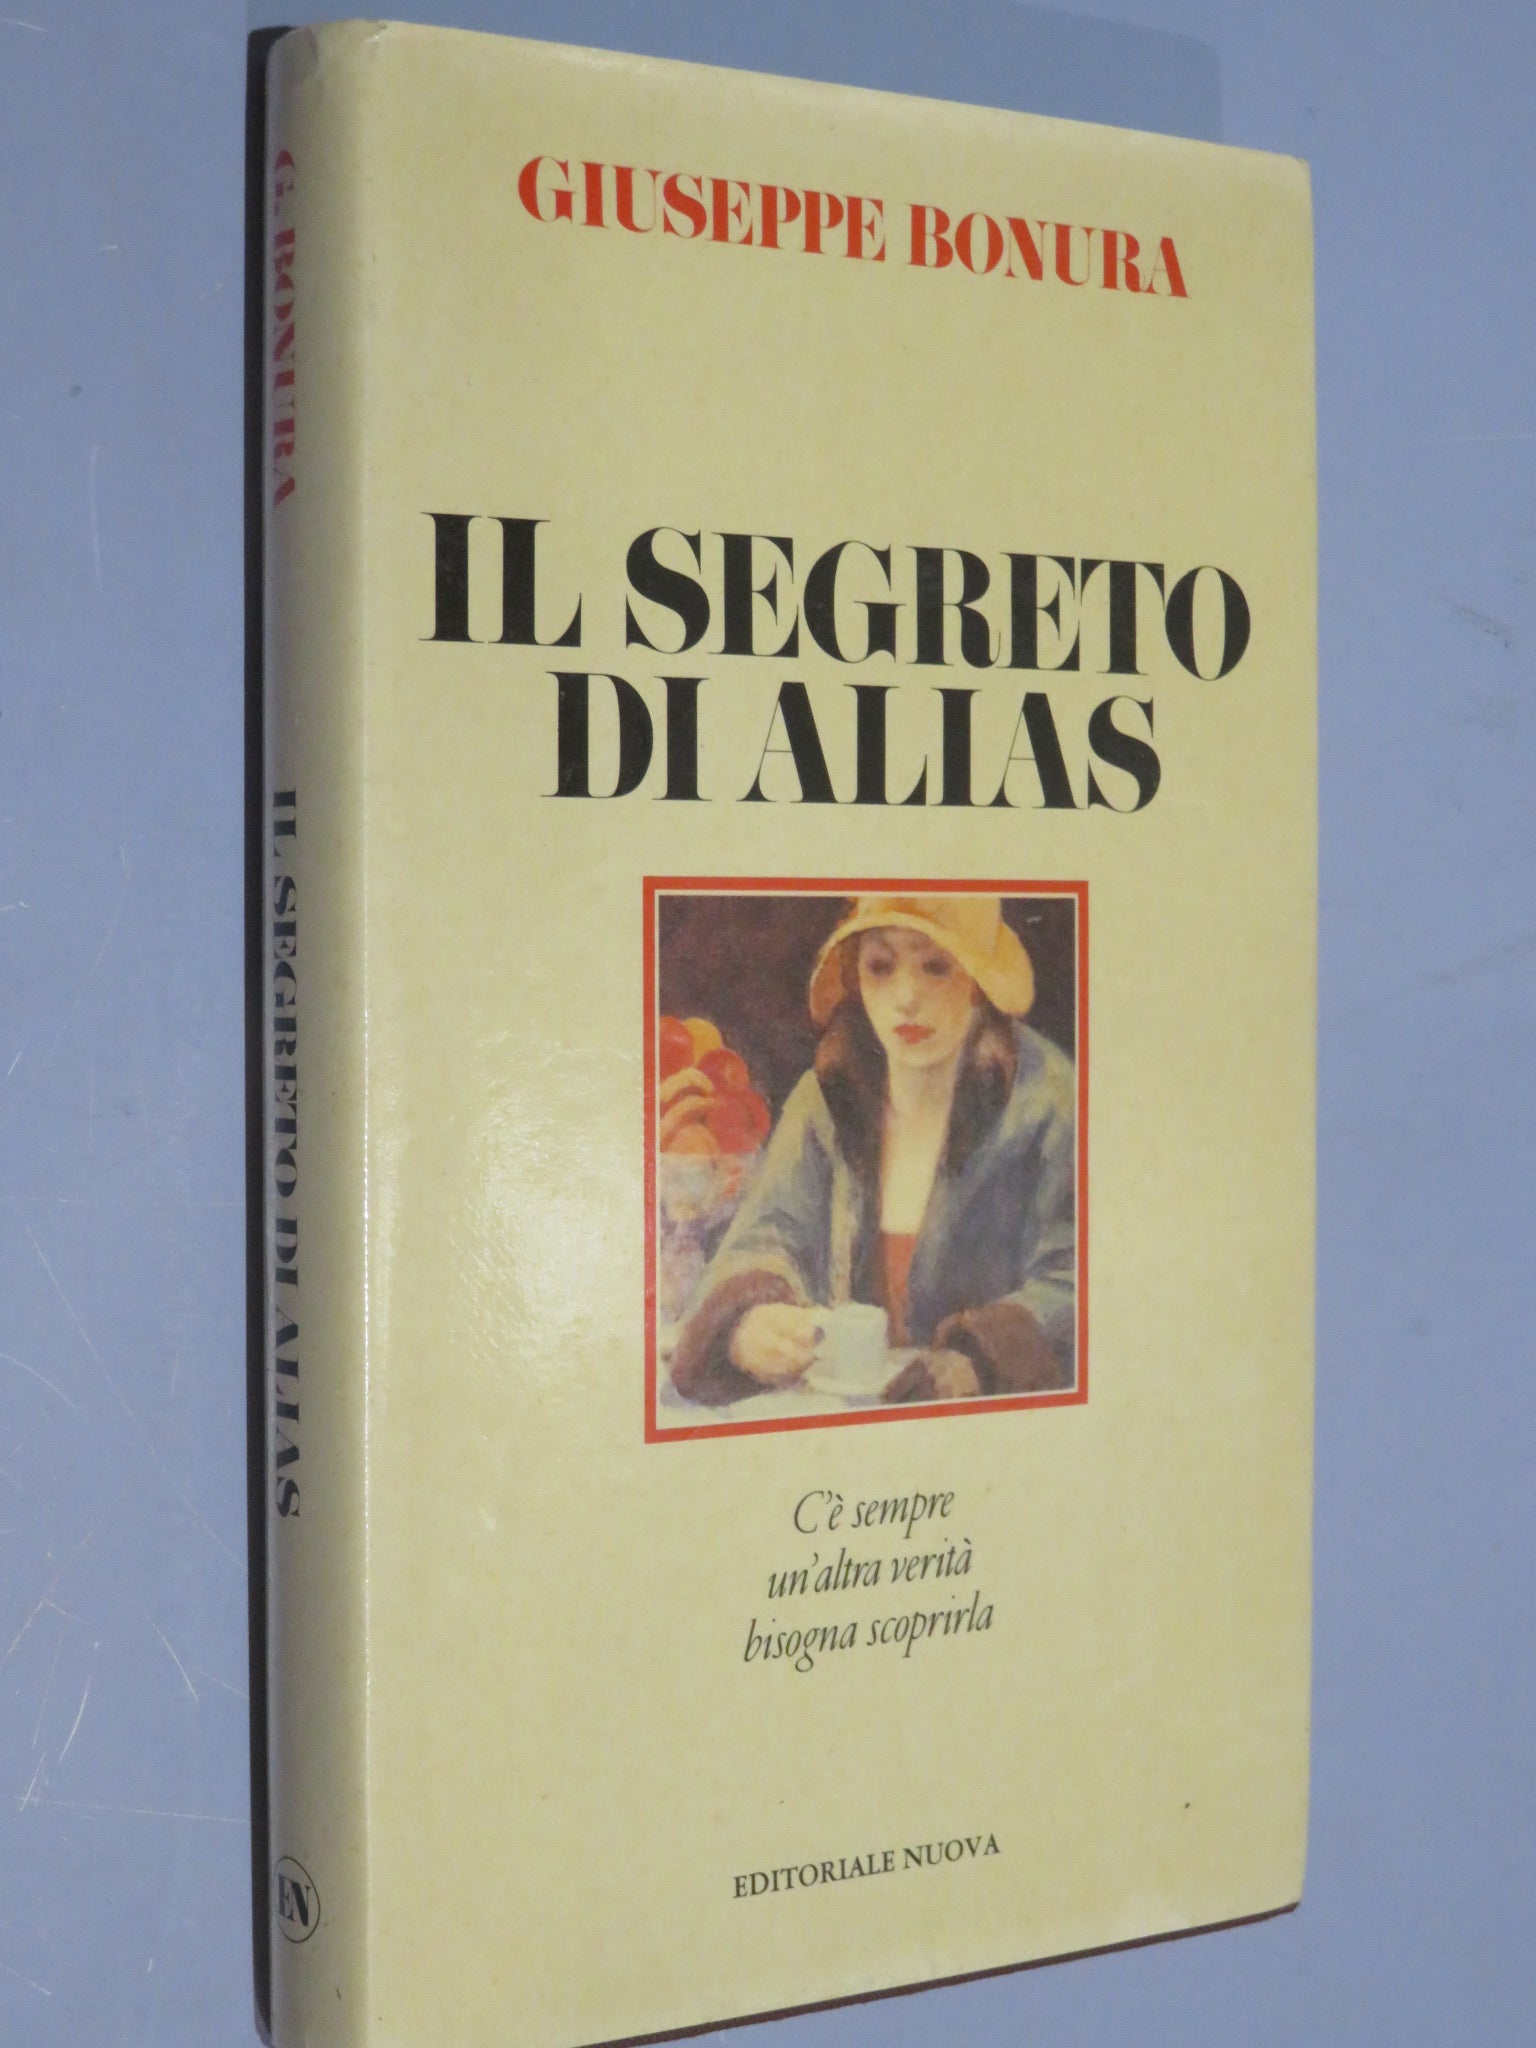 GIUSEPPE BONURA
IL SEGRETO
DI ALIAS
C'è sempre
un'altra verità
bisogna scoprirla
EDITORIALE NUOVA
G. BONURA
IL SEGRETO DI ALIAS
EN